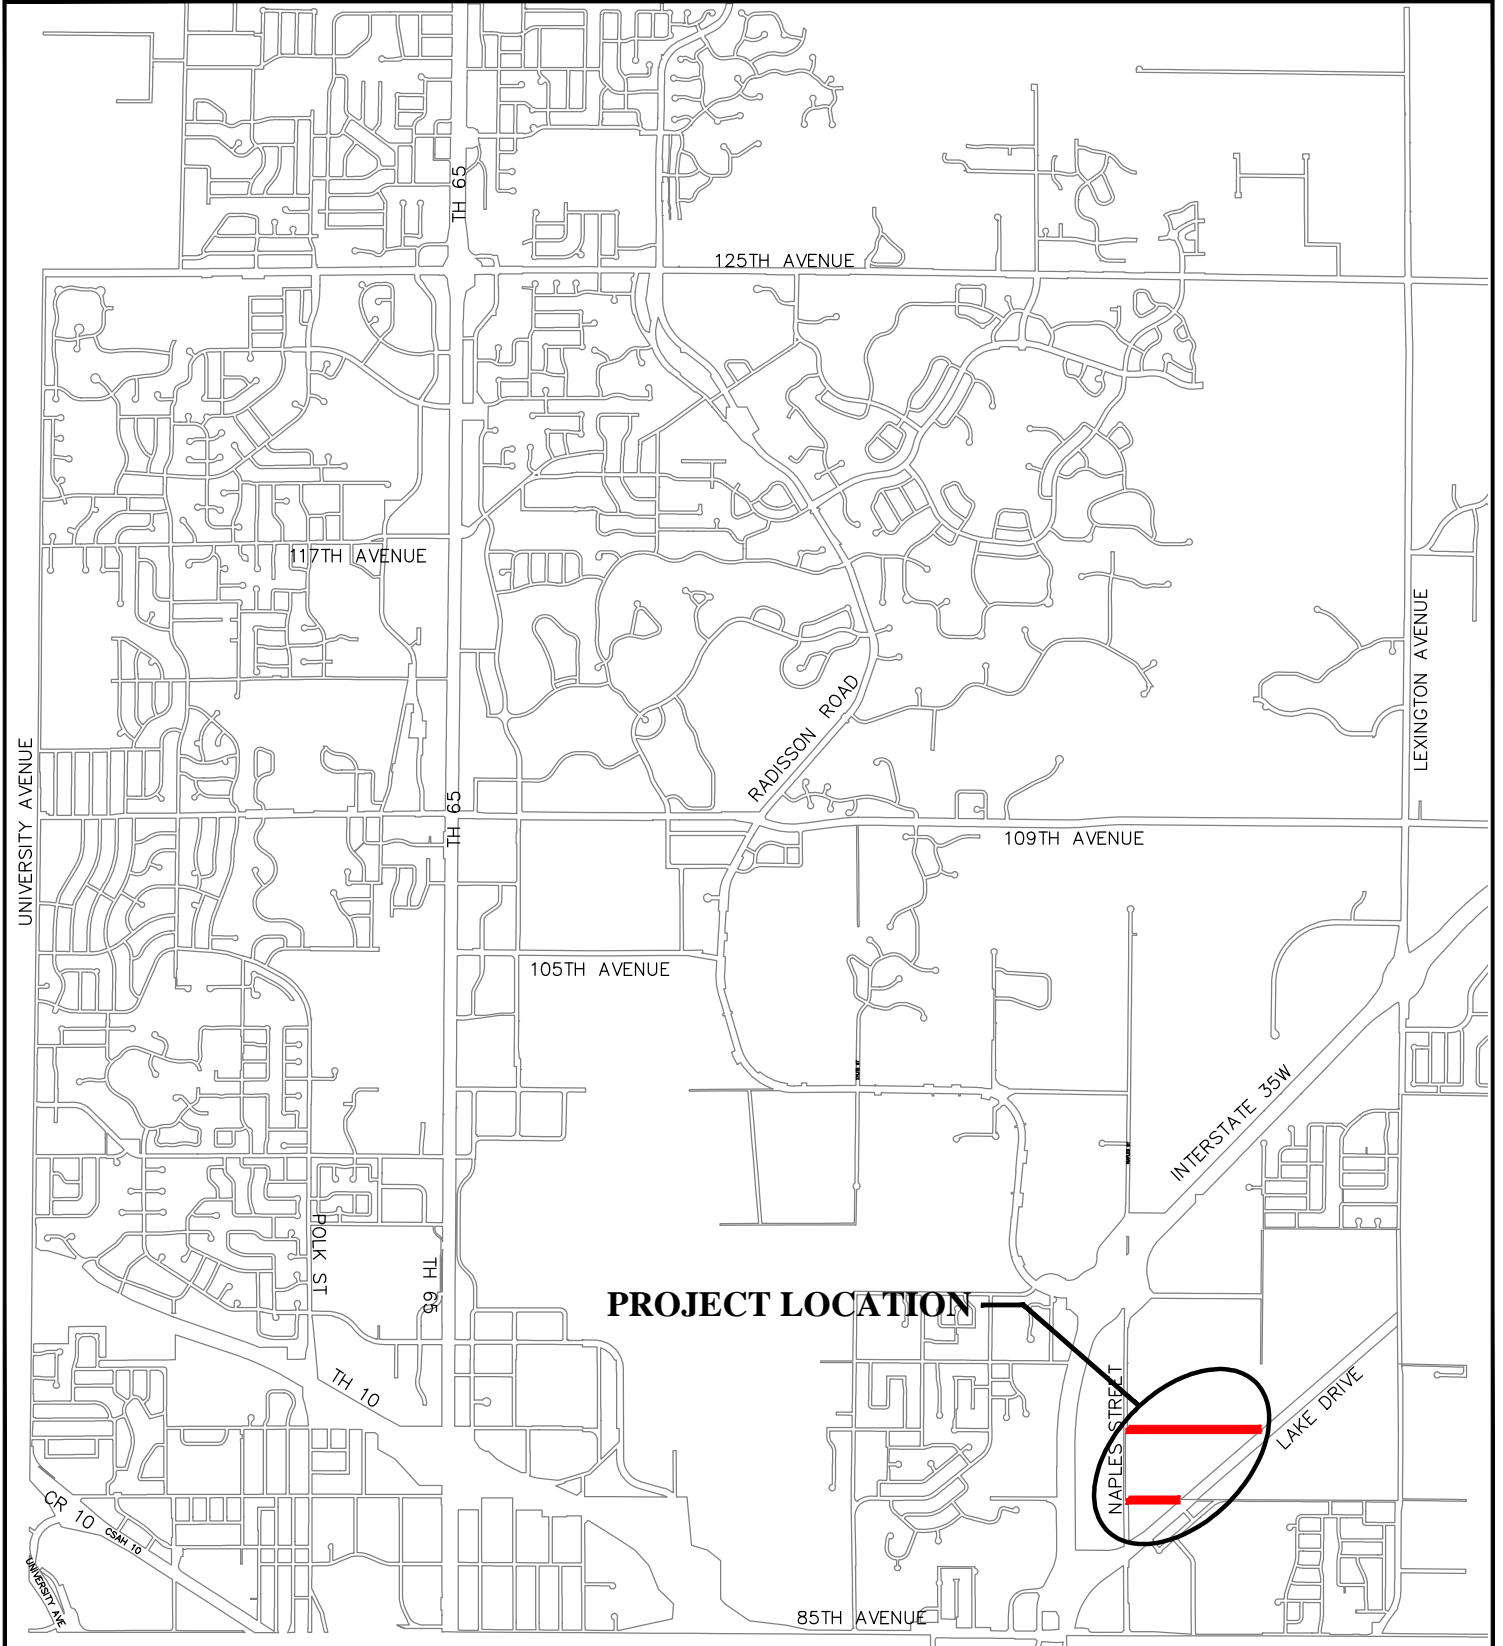 TH 65
125TH AVENUE
117TH AVENUE
LEXINGTON AVENUE
RADISSON ROAD
UNIVERSITY AVENUE
TH 65
109TH AVENUE
105TH AVENUE
INTERSTATE 35W
POLK ST
TH 65
PROJECT LOCATION
TH 10
NAPLES STREET
LAKE DRIVE
CR 10
CSAH 10
UNIVERSITY AVE
85TH AVENUE